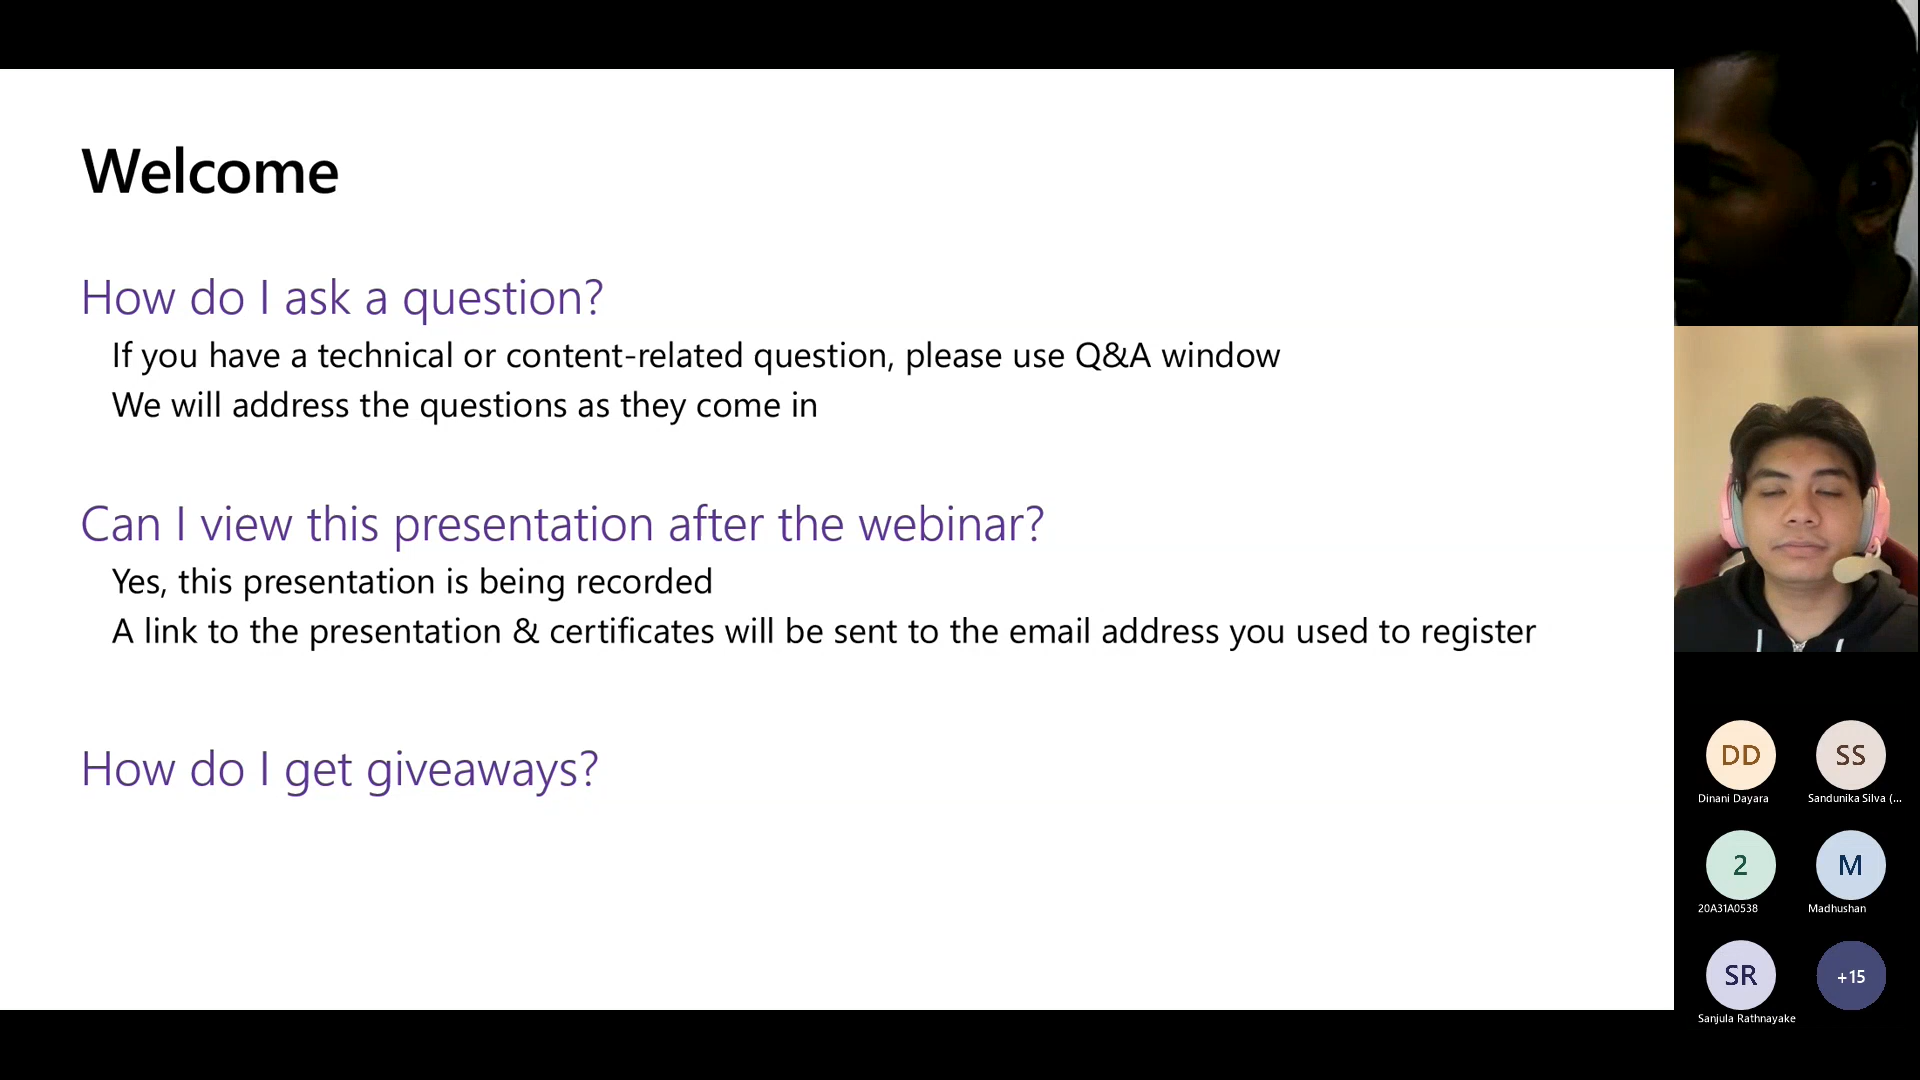 Welcome
How do I ask a question?
If you have a technical or content-related question, please use Q&A window
We will address the questions as they come in
Can I view this presentation after the webinar?
Yes, this presentation is being recorded
A link to the presentation & certificates will be sent to the email address you used to register
How do I get giveaways?
DD
Dinani Dayara
SS
Sandunika Silva (...
2
20A31A0538
M
Madhushan
SR
Sanjula Rathnayake
+15